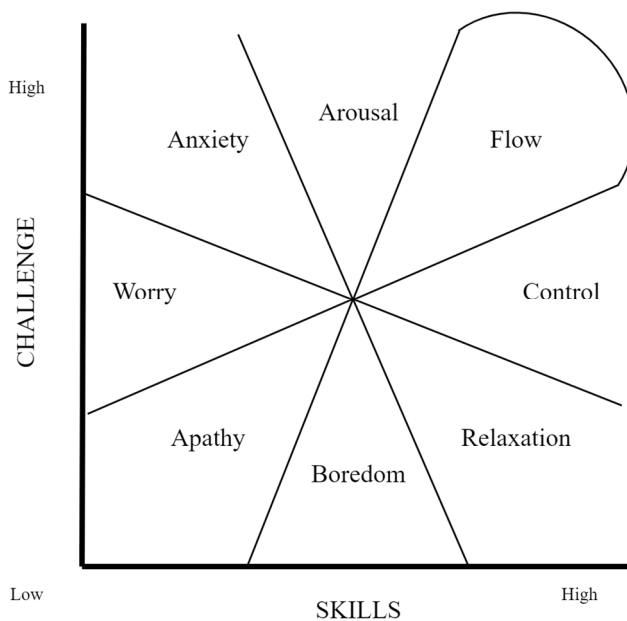 High
Arousal
Anxiety
Flow
CHALLENGE
Worry
Control
Apathy
Relaxation
Boredom
Low
High
SKILLS